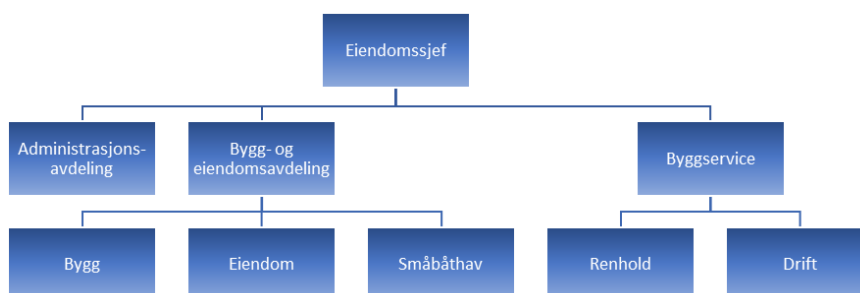 Eiendomssjef
Administrasjons-
avdeling
Bygg- og
eiendomsavdeling
Byggservice
Bygg
Eiendom
Småbåthav
Renhold
Drift